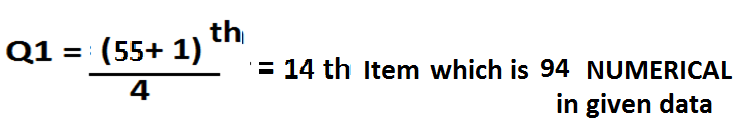 Q1 = (55+ 1) th
4
= 14 th Item which is 94 NUMERICAL
in given data